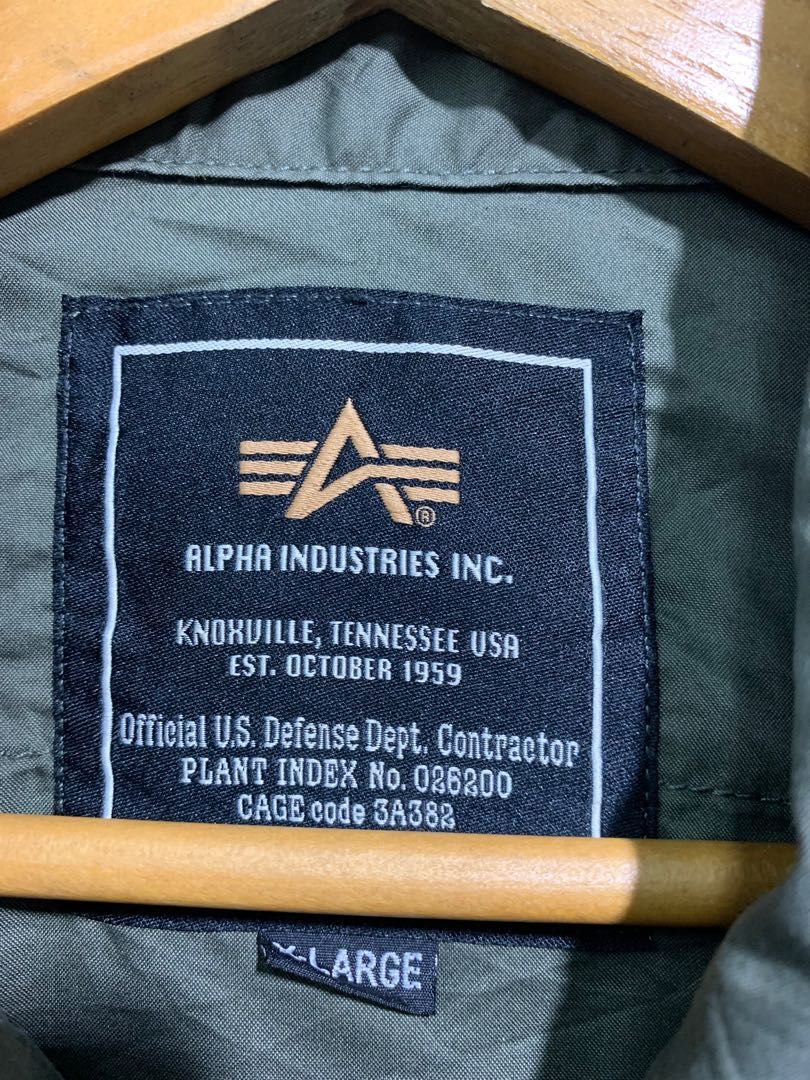 ®
ALPHA INDUSTRIES INC.
KNOXVILLE, TENNESSEE USA
EST. OCTOBER 1959
Official U.S. Defense Dept. Contractor
PLANT INDEX No. 026200
CAGE code 3A382
X-LARGE